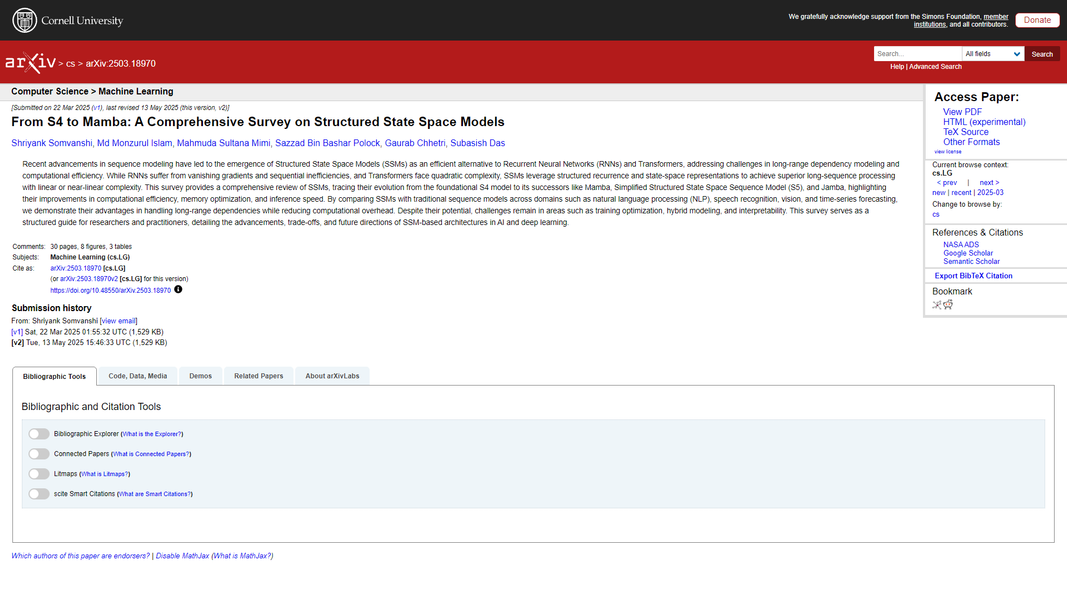 Cornell University
We gratefully acknowledge support from the Simons Foundation, member
institutions, and all contributors.
Donate
arXiv > cs > arXiv:2503.18970
Search...
All fields
Search
Help | Advanced Search
Computer Science > Machine Learning
[Submitted on 22 Mar 2025 (v1), last revised 13 May 2025 (this version, v2)]
From S4 to Mamba: A Comprehensive Survey on Structured State Space Models
Shriyank Somvanshi, Md Monzurul Islam, Mahmuda Sultana Mimi, Sazzad Bin Bashar Polock, Gaurab Chhetri, Subasish Das
Recent advancements in sequence modeling have led to the emergence of Structured State Space Models (SSMs) as an efficient alternative to Recurrent Neural Networks (RNNs) and Transformers, addressing challenges in long-range dependency modeling and
computational efficiency. While RNNs suffer from vanishing gradients and sequential inefficiencies, and Transformers face quadratic complexity, SSMs leverage structured recurrence and state-space representations to achieve superior long-sequence processing
with linear or near-linear complexity. This survey provides a comprehensive review of SSMs, tracing their evolution from the foundational S4 model to its successors like Mamba, Simplified Structured State Space Sequence Model (S5), and Jamba, highlighting
their improvements in computational efficiency, memory optimization, and inference speed. By comparing SSMs with traditional sequence models across domains such as natural language processing (NLP), speech recognition, vision, and time-series forecasting,
we demonstrate their advantages in handling long-range dependencies while reducing computational overhead. Despite their potential, challenges remain in areas such as training optimization, hybrid modeling, and interpretability. This survey serves as a
structured guide for researchers and practitioners, detailing the advancements, trade-offs, and future directions of SSM-based architectures in AI and deep learning.
Comments: 30 pages, 8 figures, 3 tables
Subjects: Machine Learning (cs.LG)
Cite as: arXiv:2503.18970 [cs.LG]
(or arXiv:2503.18970v2 [cs.LG] for this version)
https://doi.org/10.48550/arXiv.2503.18970
Submission history
From: Shriyank Somvanshi [view email]
[v1] Sat, 22 Mar 2025 01:55:32 UTC (1,529 KB)
[v2] Tue, 13 May 2025 15:46:33 UTC (1,529 KB)
Access Paper:
View PDF
HTML (experimental)
TeX Source
Other Formats
view license
Current browse context:
cs.LG
< prev | next >
new | recent | 2025-03
Change to browse by:
cs
References & Citations
NASA ADS
Google Scholar
Semantic Scholar
Export BibTeX Citation
Bookmark
Bibliographic Tools
Code, Data, Media
Demos
Related Papers
About arXivLabs
Bibliographic and Citation Tools
Bibliographic Explorer (What is the Explorer?)
Connected Papers (What is Connected Papers?)
Litmaps (What is Litmaps?)
scite Smart Citations (What are Smart Citations?)
Which authors of this paper are endorsers? | Disable MathJax (What is MathJax?)